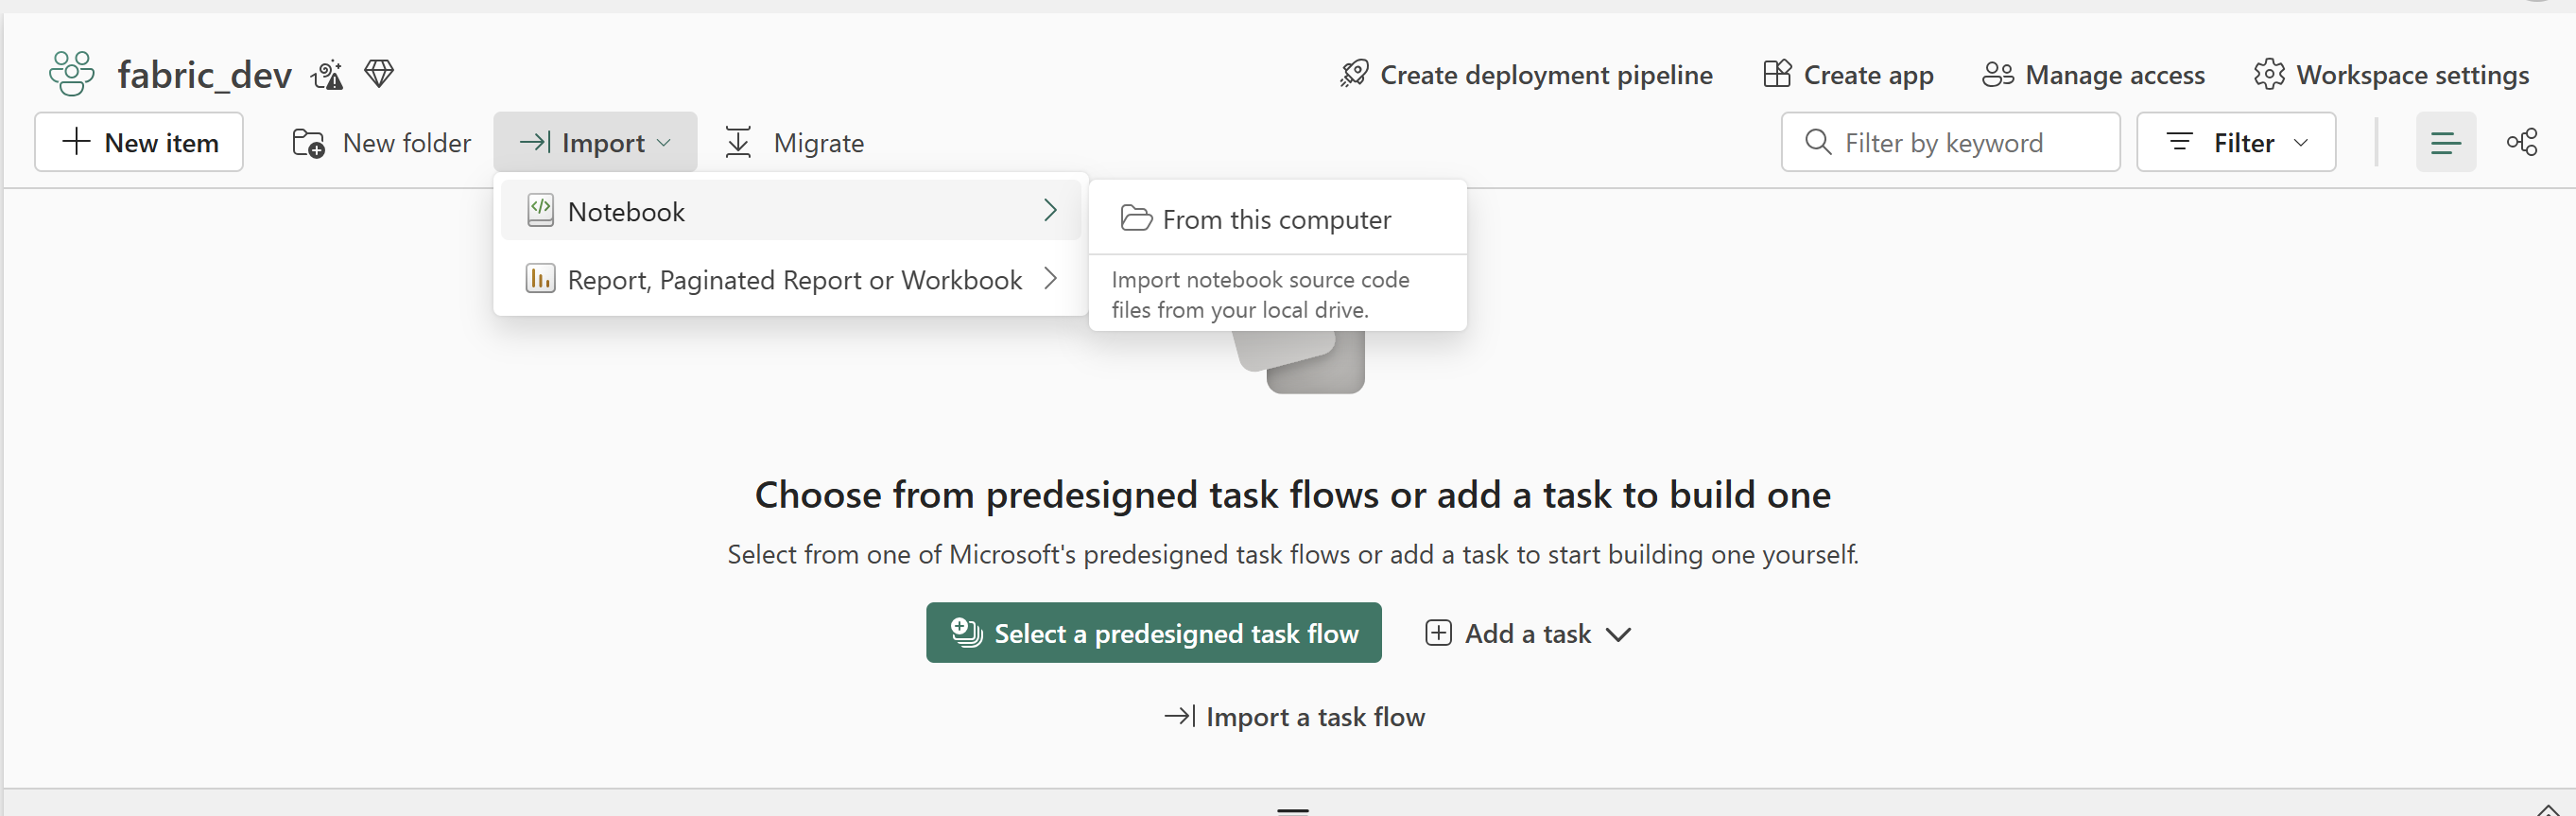 fabric_dev
Create deployment pipeline
Create app
Manage access
Workspace settings
New item
New folder
Import
Migrate
Filter by keyword
Filter
Notebook
Report, Paginated Report or Workbook
From this computer
Import notebook source code
files from your local drive.
Choose from predesigned task flows or add a task to build one
Select from one of Microsoft's predesigned task flows or add a task to start building one yourself.
Select a predesigned task flow
Add a task
Import a task flow